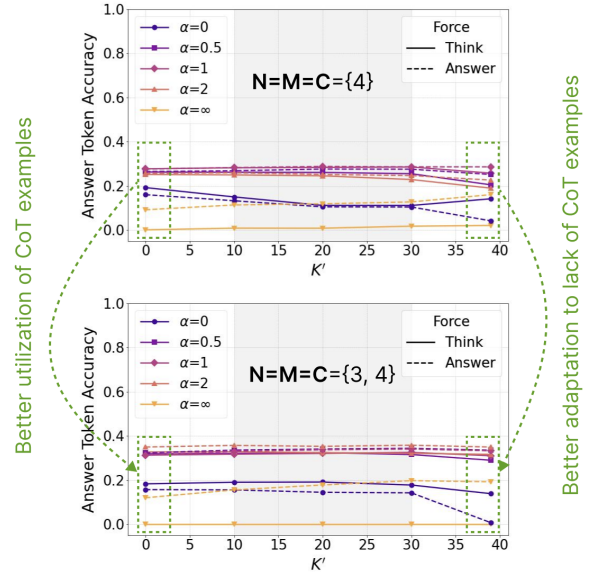 Better utilization of CoT examples
Answer Token Accuracy
1.0
0.8
0.6
0.4
0.2
0.0
α=0
α=0.5
α=1
α=2
α=∞
N=M=C={4}
Force
Think
Answer
0
5
10
15
20
25
30
35
40
K′
Answer Token Accuracy
1.0
0.8
0.6
0.4
0.2
0.0
α=0
α=0.5
α=1
α=2
α=∞
N=M=C={3, 4}
Force
Think
Answer
0
5
10
15
20
25
30
35
40
K′
Better adaptation to lack of CoT examples